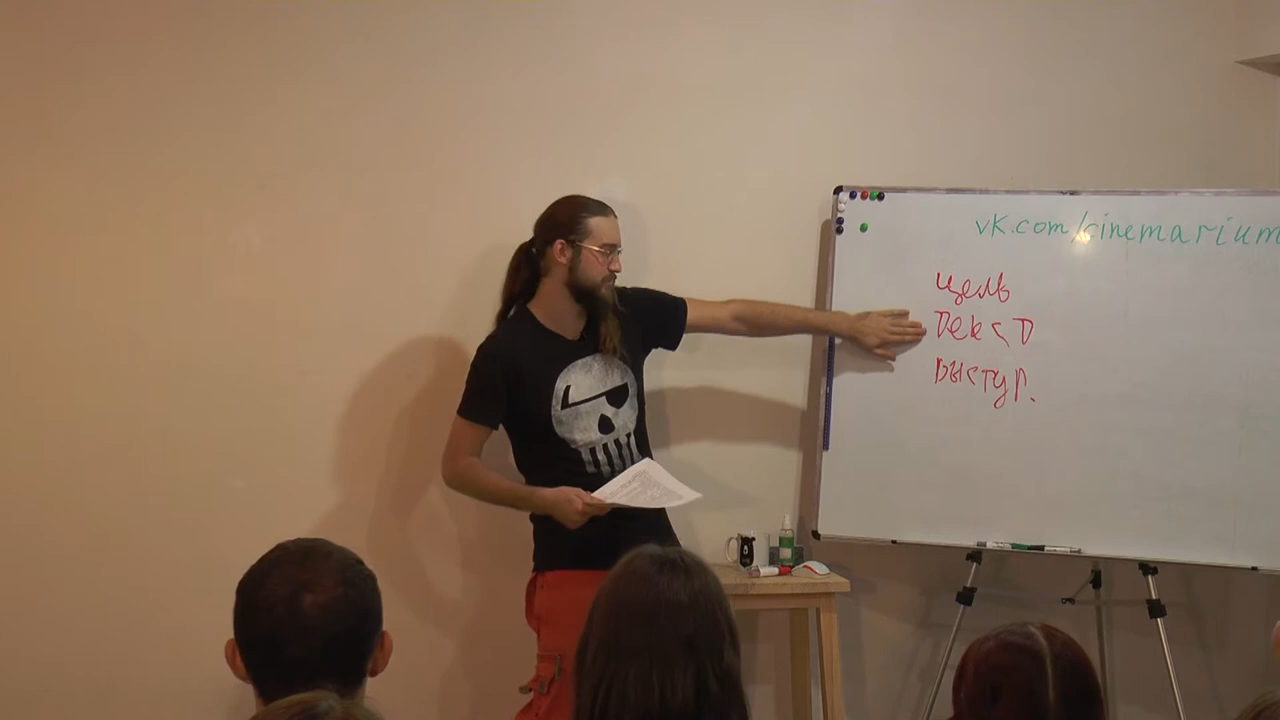 vk.com/cinemarium
цель
Текст
выступ.